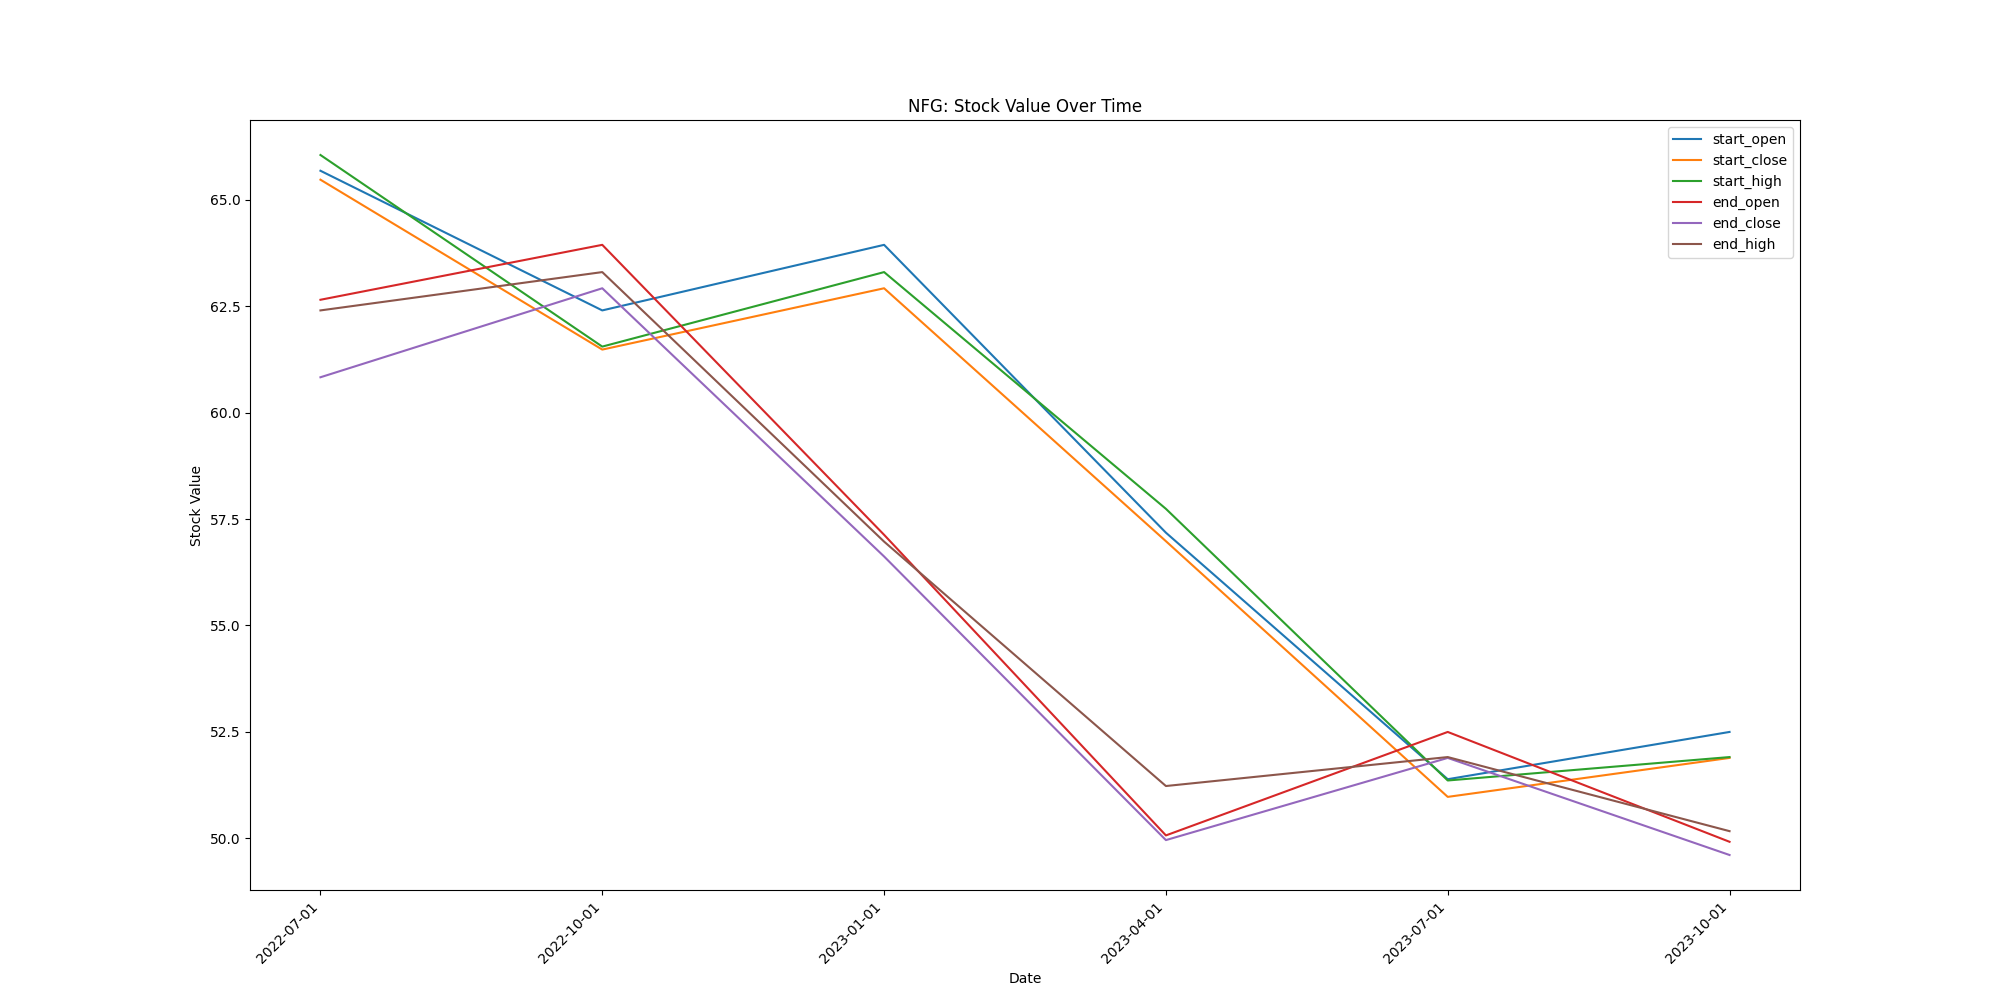 NFG: Stock Value Over Time
start_open
start_close
start_high
end_open
end_close
end_high
65.0
62.5
60.0
57.5
55.0
52.5
50.0
Stock Value
2022-07-01
2022-10-01
2023-01-01
2023-04-01
2023-07-01
2023-10-01
Date